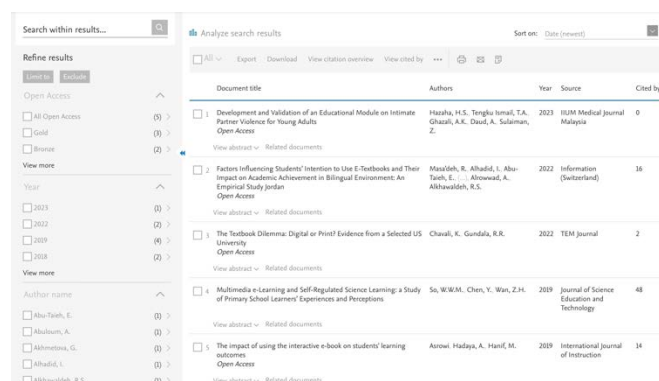 Search within results...
Analyze search results
Sort on: Date (newest)
Refine results
Limit to Exclude
All Export Download View citation overview View cited by ...
Open Access
All Open Access (5)
Gold (3)
Bronze (2)
View more
Year
2023 (1)
2022 (2)
2019 (4)
2018 (2)
View more
Author name
Abu-Taieh, E. (1)
Abuloum, A. (1)
Akhmetova, G. (1)
Alhadid, I. (1)
Alkhawaldeh, R.S. (1)
Document title Authors Year Source Cited by
1 Development and Validation of an Educational Module on Intimate Hazaha, H.S. Tengku Ismail, T.A. 2023 IIUM Medical Journal 0
Partner Violence for Young Adults Ghazali, A.K. Daud, A. Sulaiman, Malaysia
Open Access Z.
View abstract Related documents
2 Factors Influencing Students' Intention to Use E-Textbooks and Their Masa'deh, R. Alhadid, I. Abu- 2022 Information 16
Impact on Academic Achievement in Bilingual Environment: An Taieh, E. (...) Alrowwad, A. (Switzerland)
Empirical Study Jordan Alkhawaldeh, R.S.
Open Access
View abstract Related documents
3 The Textbook Dilemma: Digital or Print? Evidence from a Selected US Chavali, K. Gundala, R.R. 2022 TEM Journal 2
University
Open Access
View abstract Related documents
4 Multimedia e-Learning and Self-Regulated Science Learning: a Study So, W.W.M. Chen, Y. Wan, Z.H. 2019 Journal of Science 48
of Primary School Learners' Experiences and Perceptions Education and
Technology
View abstract Related documents
5 The impact of using the interactive e-book on students' learning Asrowi Hadaya, A. Hanif, M. 2019 International Journal 14
outcomes of Instruction
Open Access
View abstract Related documents